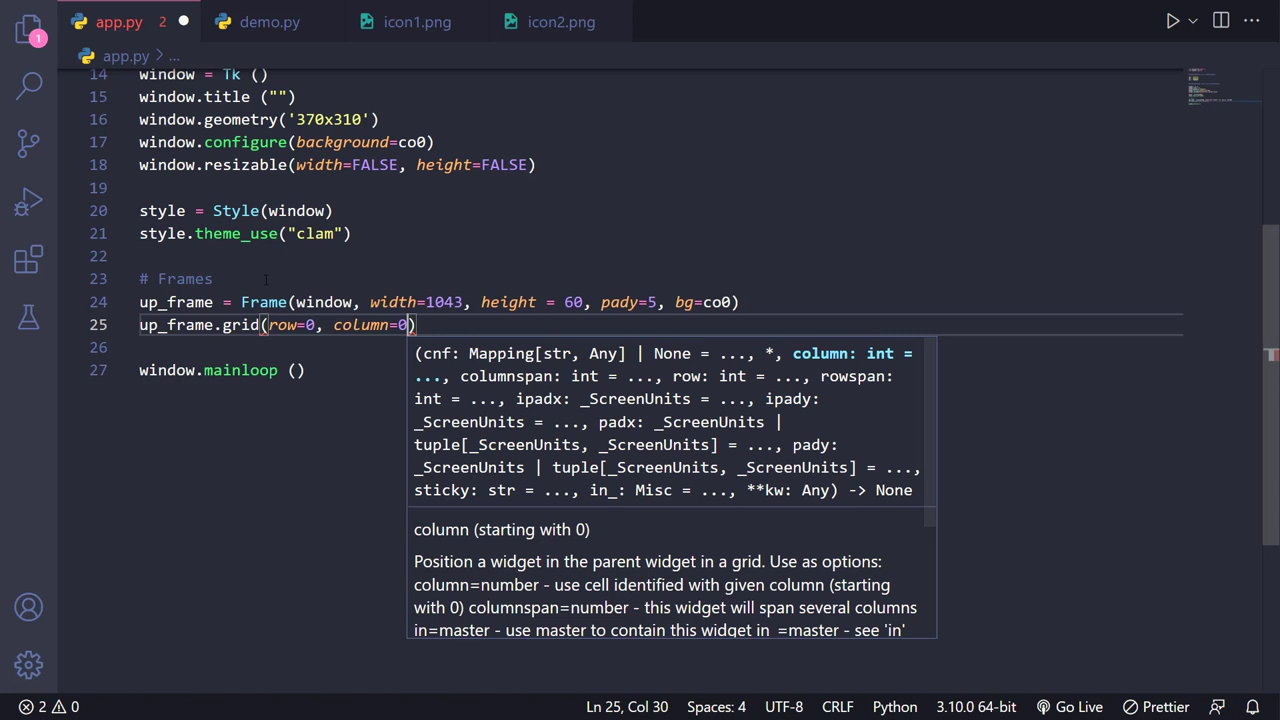 app.py 2
demo.py
icon1.png
icon2.png
1
app.py > ...
14 window = Tk ()
15 window.title ("")
16 window.geometry('370x310')
17 window.configure(background=co0)
18 window.resizable(width=FALSE, height=FALSE)
19
20 style = Style(window)
21 style.theme_use("clam")
22
23 # Frames
24 up_frame = Frame(window, width=1043, height = 60, pady=5, bg=co0)
25 up_frame.grid(row=0, column=0)
26
27 window.mainloop ()
(cnf: Mapping[str, Any] | None = ..., *, column: int =
..., columnspan: int = ..., row: int = ..., rowspan:
int = ..., ipadx: _ScreenUnits = ..., ipady:
_ScreenUnits = ..., padx: _ScreenUnits |
tuple[_ScreenUnits, _ScreenUnits] = ..., pady:
_ScreenUnits | tuple[_ScreenUnits, _ScreenUnits] = ...,
sticky: str = ..., in_: Misc = ..., **kw: Any) -> None
column (starting with 0)
Position a widget in the parent widget in a grid. Use as options:
column=number - use cell identified with given column (starting
with 0) columnspan=number - this widget will span several columns
in=master - use master to contain this widget in_=master - see 'in'
2 0 Ln 25, Col 30 Spaces: 4 UTF-8 CRLF Python 3.10.0 64-bit Go Live Prettier